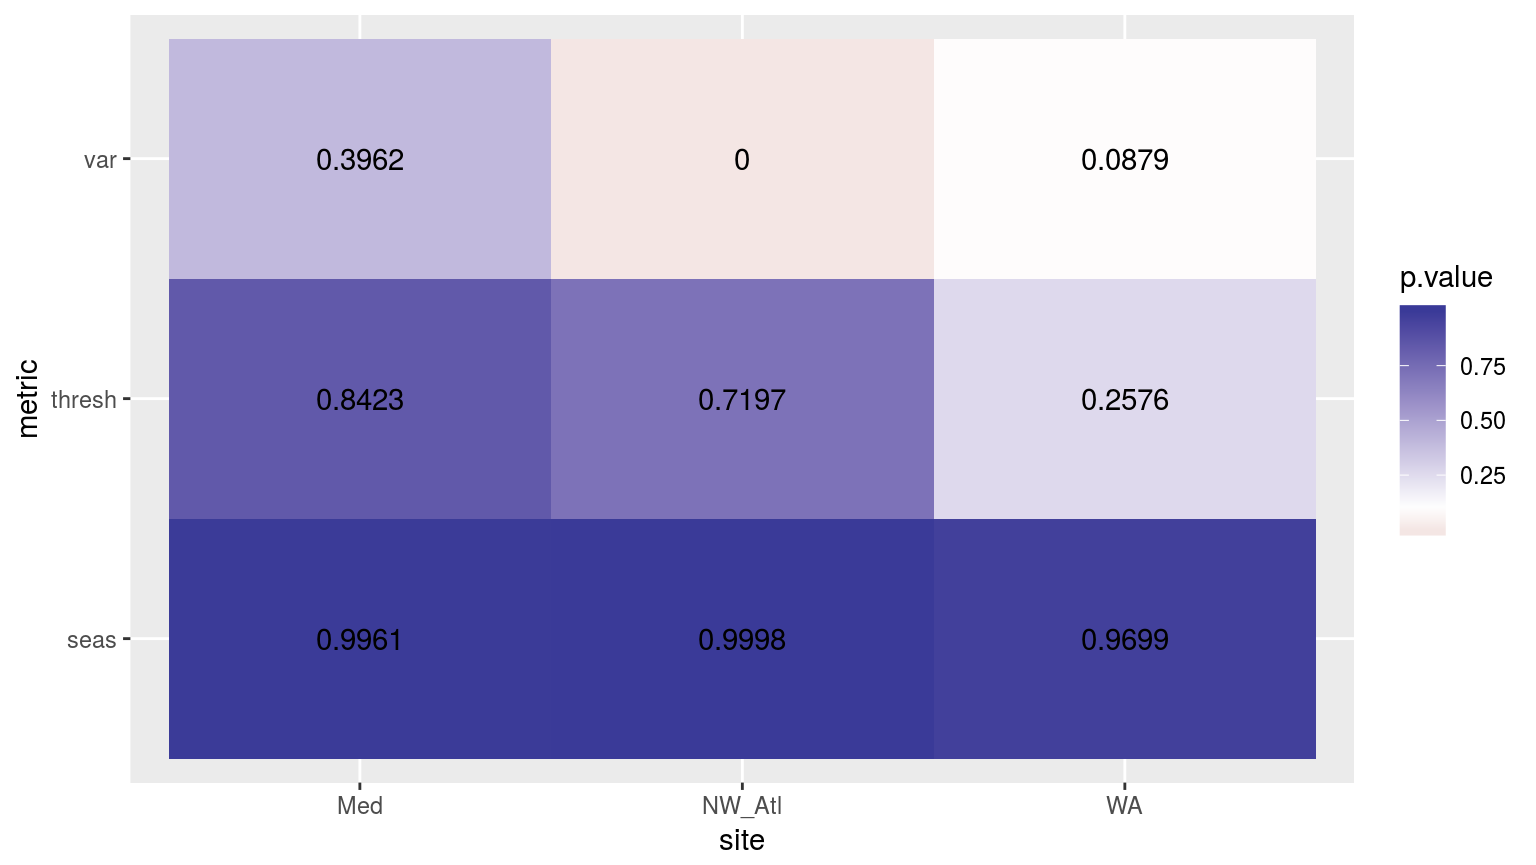 var
0.3962
0
0.0879
thresh
0.8423
0.7197
0.2576
seas
0.9961
0.9998
0.9699
metric
Med
NW_Atl
WA
site
p.value
0.75
0.50
0.25